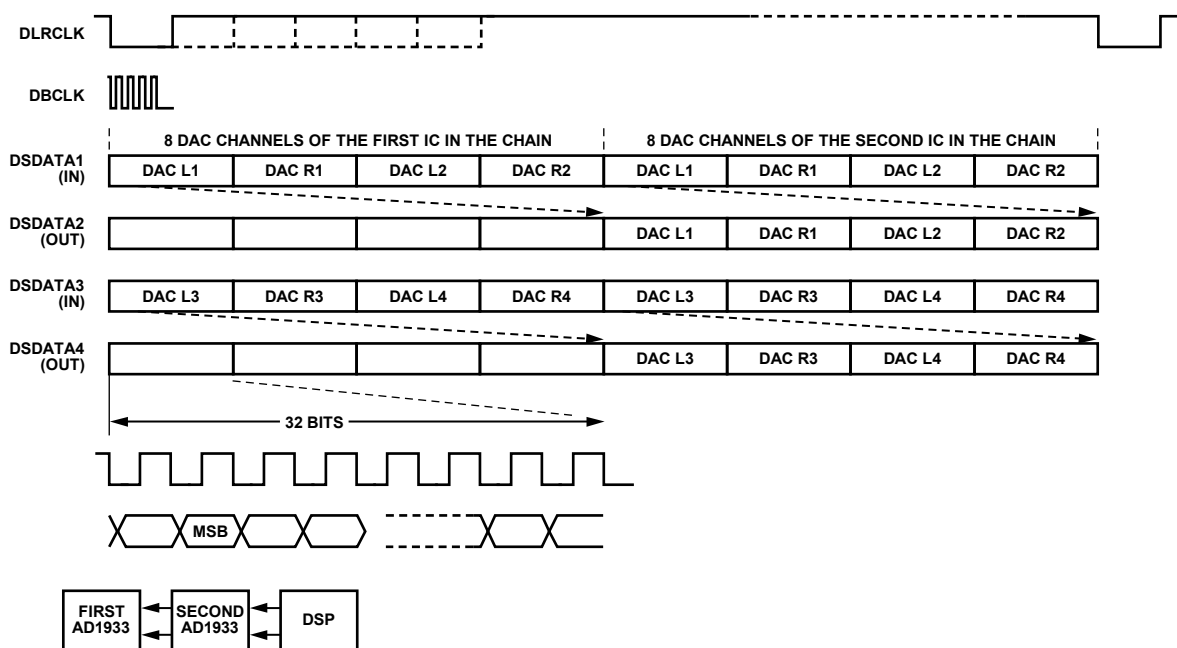 DLRCLK
DBCLK
8 DAC CHANNELS OF THE FIRST IC IN THE CHAIN
8 DAC CHANNELS OF THE SECOND IC IN THE CHAIN
DSDATA1
(IN)
DAC L1 DAC R1 DAC L2 DAC R2 DAC L1 DAC R1 DAC L2 DAC R2
DSDATA2
(OUT)
DAC L1 DAC R1 DAC L2 DAC R2
DSDATA3
(IN)
DAC L3 DAC R3 DAC L4 DAC R4 DAC L3 DAC R3 DAC L4 DAC R4
DSDATA4
(OUT)
DAC L3 DAC R3 DAC L4 DAC R4
32 BITS
MSB
FIRST
AD1933
SECOND
AD1933
DSP